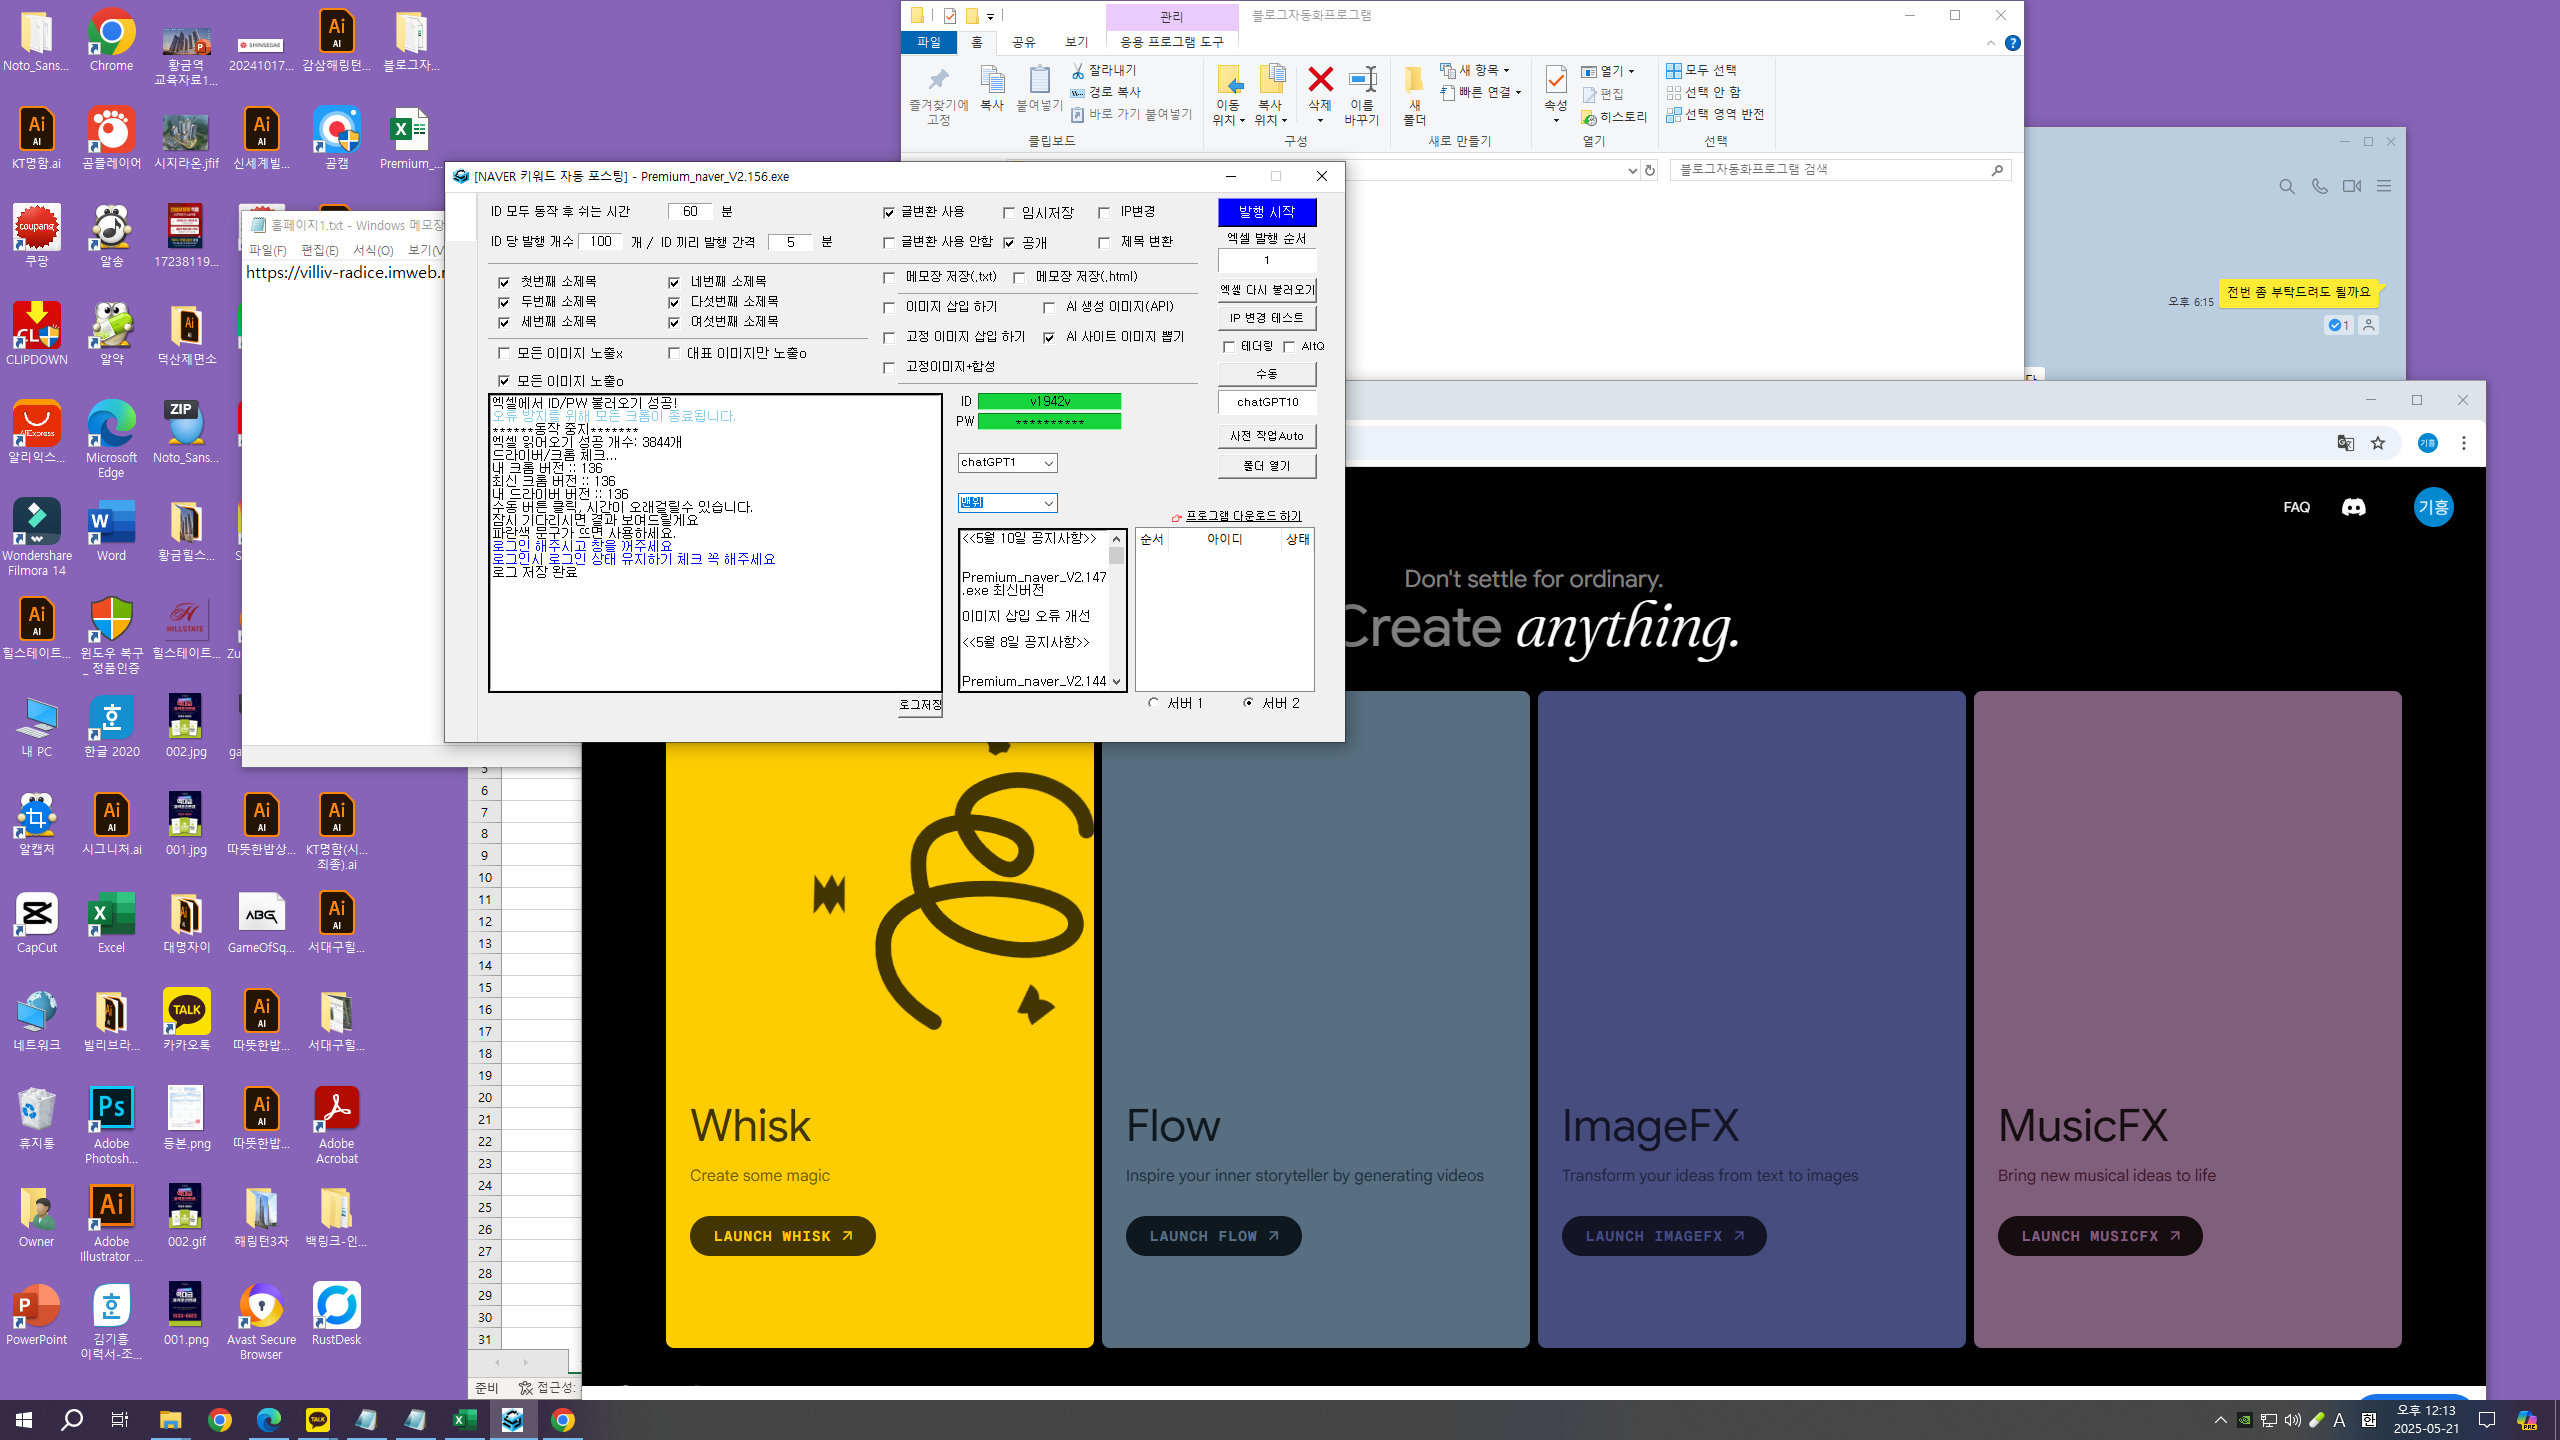 Noto_Sans...
Chrome
황금역
교육자료1...
SHINSEGAE
20241017...
감삼해링턴...
블로그자...
KT명함.ai
곰플레이어
시지라온.jfif
신세계빌...
곰캠
Premium_...
coupang
쿠팡
알송
17238119...
CLIPDOWN
알약
덕산제면소
AliExpress
알리익스...
Microsoft
Edge
ZIP
Noto_Sans...
Wondershare
Filmora 14
Word
황금힐스...
힐스테이트...
윈도우 복구
_ 정품인증
HILLSTATE
힐스테이트...
내 PC
한글 2020
002.jpg
알캡처
시그니처.ai
001.jpg
따뜻한밥상...
KT명함(시...
최종).ai
CapCut
Excel
대명자이
GameOfSq...
서대구힐...
네트워크
빌리브라...
TALK
카카오톡
따뜻한밥...
서대구힐...
휴지통
Adobe
Photosh...
등본.png
따뜻한밥...
Adobe
Acrobat
Owner
Adobe
Illustrator ...
002.gif
해링턴3차
백링크-인...
PowerPoint
김기흥
이력서-조...
001.png
Avast Secure
Browser
RustDesk
관리
블로그자동화프로그램
파일
홈
공유
보기
응용 프로그램 도구
즐겨찾기에
고정
복사
붙여넣기
잘라내기
경로 복사
바로 가기 붙여넣기
클립보드
이동
위치
복사
위치
삭제
이름
바꾸기
구성
새
폴더
새 항목
빠른 연결
새로 만들기
속성
열기
편집
히스토리
열기
모두 선택
선택 안 함
선택 영역 반전
선택
블로그자동화프로그램 검색
오후 6:15
전번 좀 부탁드려도 될까요
1
홈페이지1.txt - Windows 메모장
파일(F)
편집(E)
서식(O)
보기(V
https://villiv-radice.imweb.
[NAVER 키워드 자동 포스팅] - Premium_naver_V2.156.exe
ID 모두 동작 후 쉬는 시간
60
분
ID 당 발행 개수
100
개 /
ID 끼리 발행 간격
5
분
글변환 사용
임시저장
IP변경
글변환 사용 안함
공개
제목 변환
첫번째 소제목
네번째 소제목
두번째 소제목
다섯번째 소제목
세번째 소제목
여섯번째 소제목
모든 이미지 노출x
대표 이미지만 노출o
모든 이미지 노출o
메모장 저장(.txt)
메모장 저장(.html)
이미지 삽입 하기
AI 생성 이미지(API)
고정 이미지 삽입 하기
AI 사이트 이미지 뽑기
고정이미지+합성
발행 시작
엑셀 발행 순서
1
엑셀 다시 불러오기
IP 변경 테스트
테더링
AltQ
수동
chatGPT10
사전 작업Auto
폴더 열기
엑셀에서 ID/PW 불러오기 성공!
오류 방지를 위해 모든 크롬이 종료됩니다.
******동작 중지*******
엑셀 읽어오기 성공 개수: 3844개
드라이버/크롬 체크...
내 크롬 버전 :: 136
최신 크롬 버전 :: 136
내 드라이버 버전 :: 136
수동 버튼 클릭, 시간이 오래걸릴수 있습니다.
잠시 기다리시면 결과 보여드릴게요
파란색 문구가 뜨면 사용하세요.
로그인 해주시고 창을 꺼주세요
로그인시 로그인 상태 유지하기 체크 꼭 해주세요
로그 저장 완료
로그저장
ID
v1942v
PW
**********
chatGPT1
맨위
프로그램 다운로드 하기
<<5월 10일 공지사항>>
Premium_naver_V2.147
.exe 최신버전
이미지 삽입 오류 개선
<<5월 8일 공지사항>>
Premium_naver_V2.144
순서
아이디
상태
서버 1
서버 2
기흥
FAQ
기흥
Don't settle for ordinary.
Create anything.
Whisk
Create some magic
LAUNCH WHISK
Flow
Inspire your inner storyteller by generating videos
LAUNCH FLOW
ImageFX
Transform your ideas from text to images
LAUNCH IMAGEFX
MusicFX
Bring new musical ideas to life
LAUNCH MUSICFX
5
6
7
8
9
10
11
12
13
14
15
16
17
18
19
20
21
22
23
24
25
26
27
28
29
30
31
준비
접근성:
A
한
오후 12:13
2025-05-21